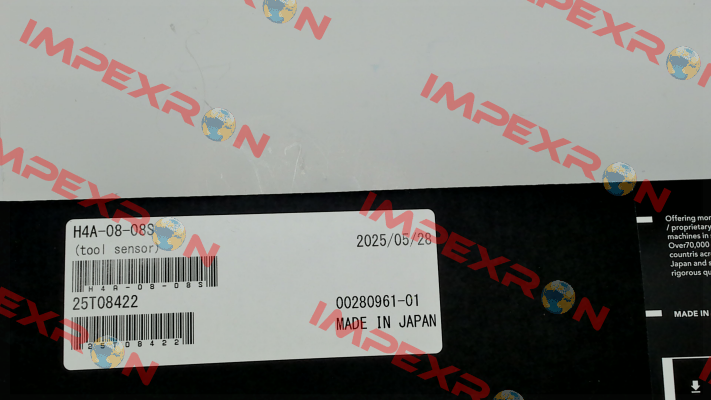 IMPEXRON
IMPEXRON
IMPEXRON
IMPEXRON
IMPEXRON
IMPEXRON
IMPEXRON
H4A-08-08S
(tool sensor)
2025/05/28
H4A-08-08S
25T08422
00280961-01
25T08422
MADE IN JAPAN
Offering mor
/ proprietary
machines in
Over70,000
countris acr
Japan and s
rigorous qu
MADE IN